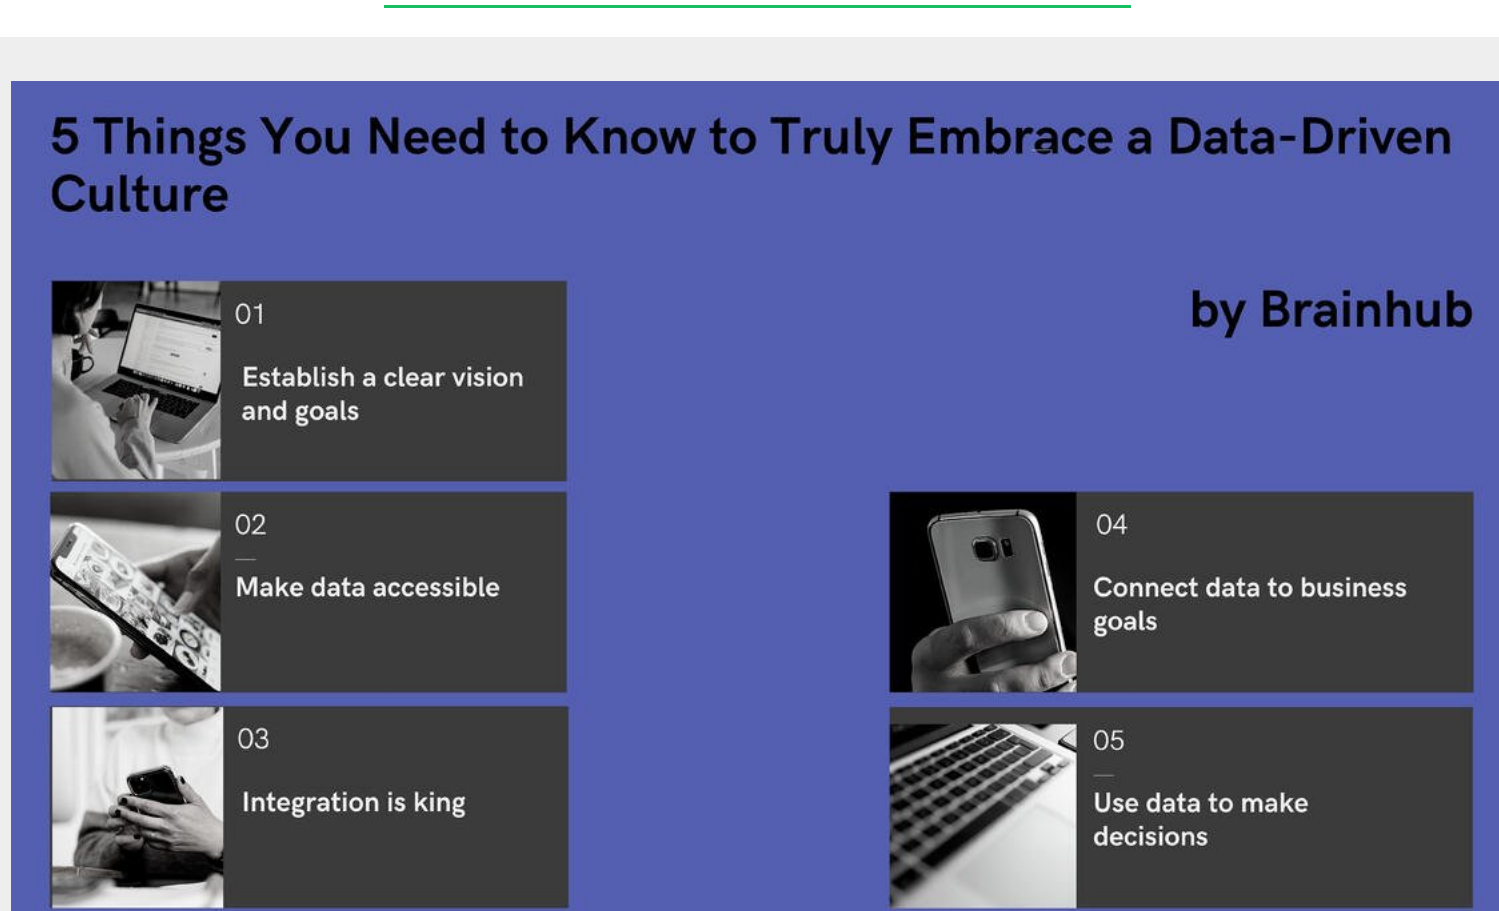 5 Things You Need to Know to Truly Embrace a Data-Driven
Culture
by Brainhub
01
Establish a clear vision
and goals
02
Make data accessible
03
Integration is king
04
Connect data to business
goals
05
Use data to make
decisions